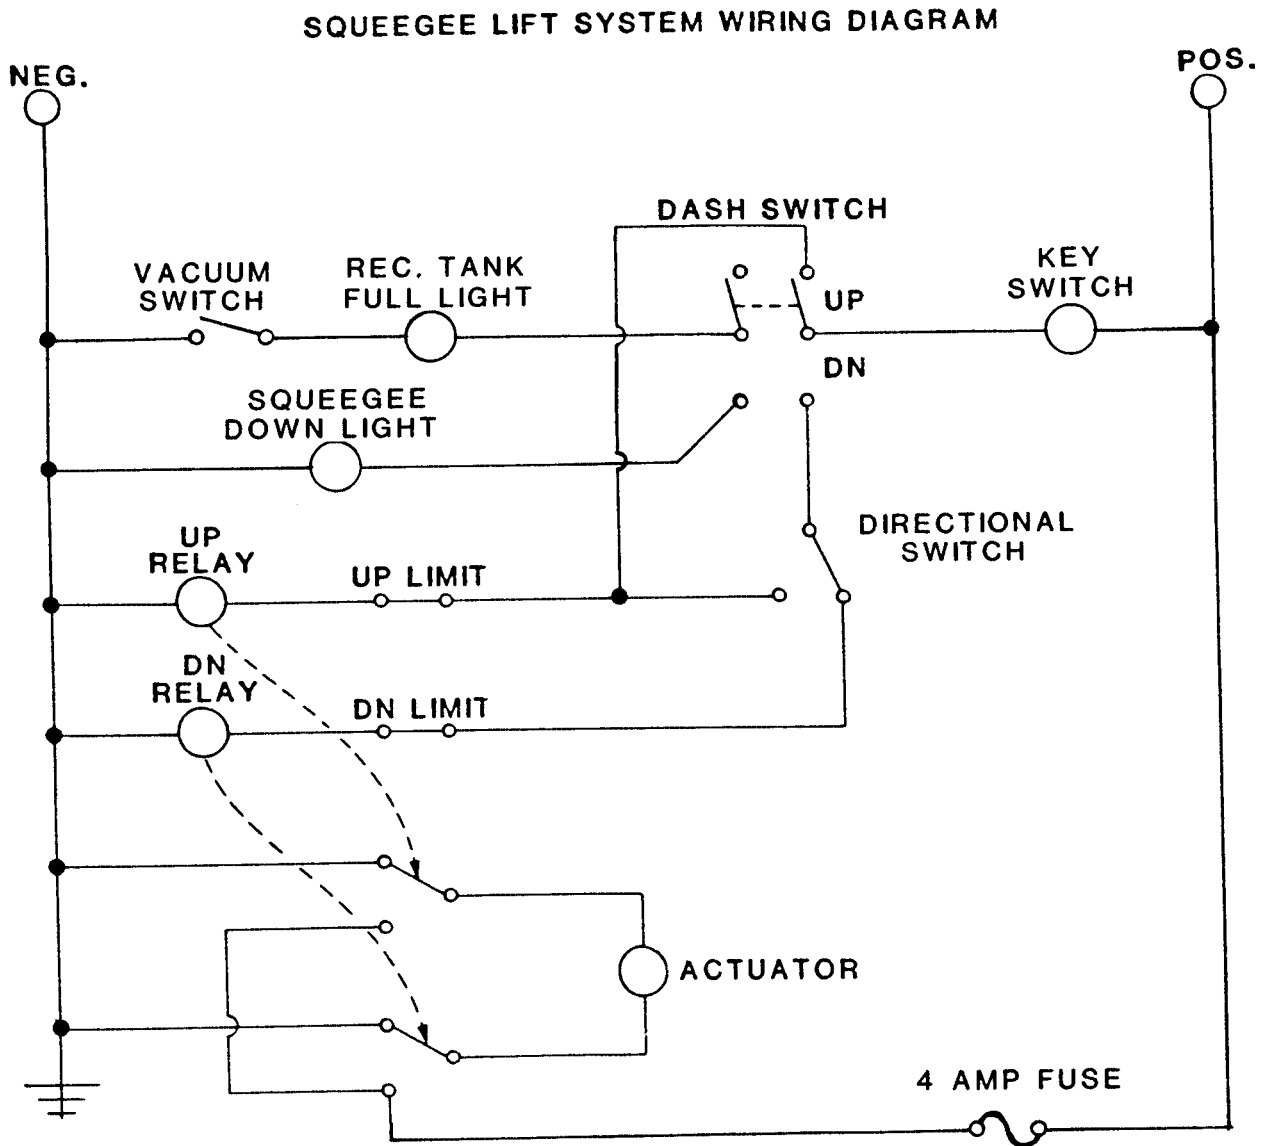 SQUEEGEE LIFT SYSTEM WIRING DIAGRAM
NEG.
POS.
DASH SWITCH
VACUUM
SWITCH
REC. TANK
FULL LIGHT
UP
KEY
SWITCH
DN
SQUEEGEE
DOWN LIGHT
DIRECTIONAL
SWITCH
UP
RELAY
UP LIMIT
DN
RELAY
DN LIMIT
ACTUATOR
4 AMP FUSE